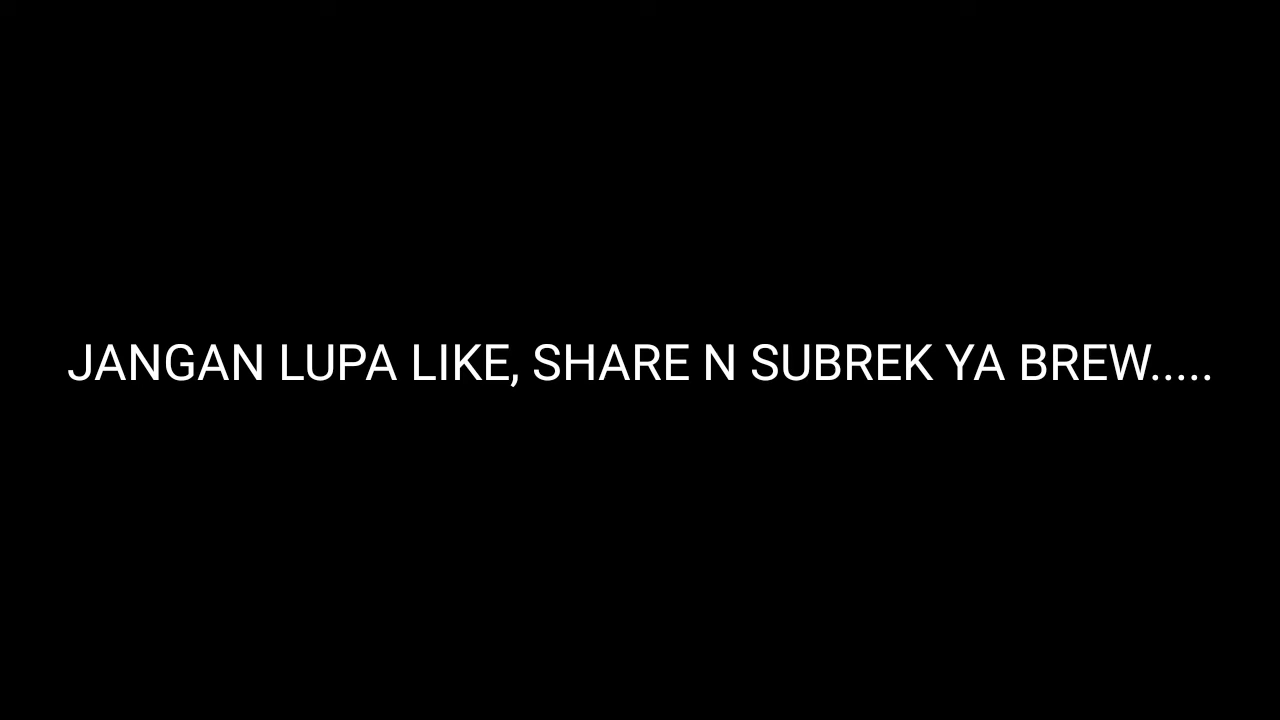 JANGAN LUPA LIKE, SHARE N SUBREK YA BREW.....